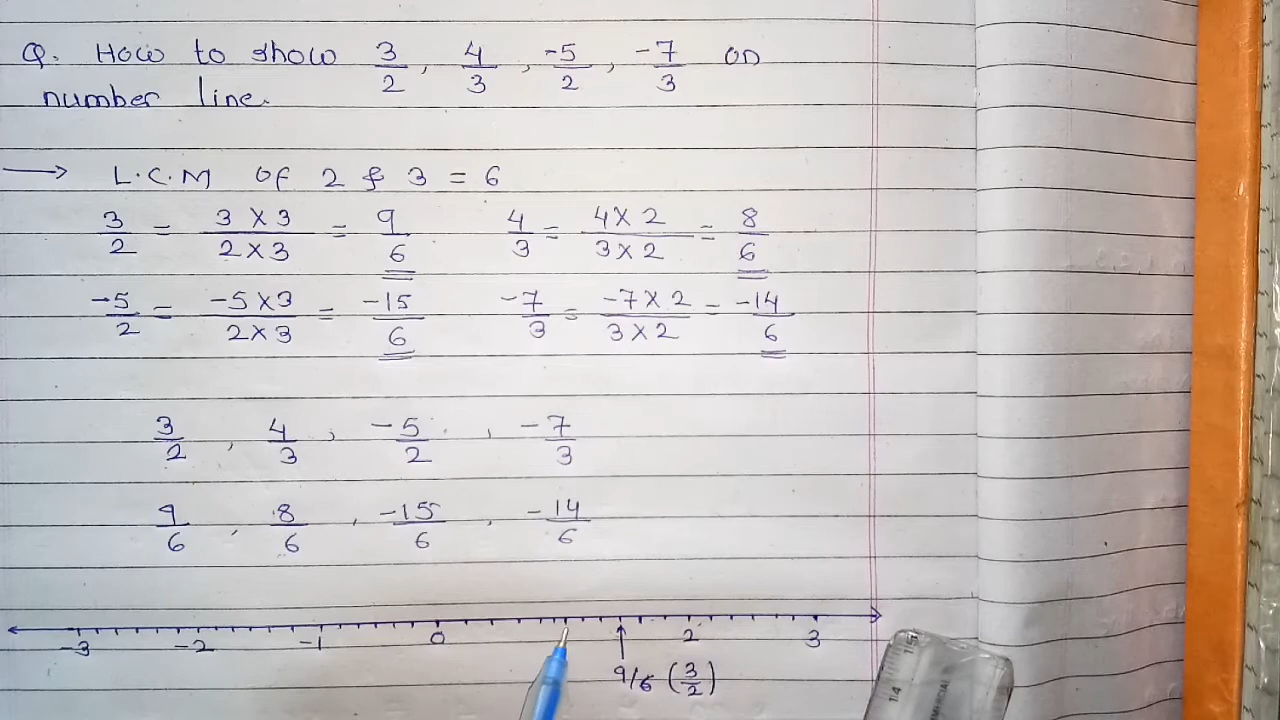 Q. How to show 3/2, 4/3, -5/2, -7/3 on
number line.
→ L.C.M of 2 & 3 = 6
3/2 = 3 × 3 / 2 × 3 = 9/6   4/3 = 4 × 2 / 3 × 2 = 8/6
-5/2 = -5 × 3 / 2 × 3 = -15/6   -7/3 = -7 × 2 / 3 × 2 = -14/6
3/2, 4/3, -5/2, -7/3
9/6, 8/6, -15/6, -14/6
-3 -2 -1 0 2 3
9/6 (3/2)